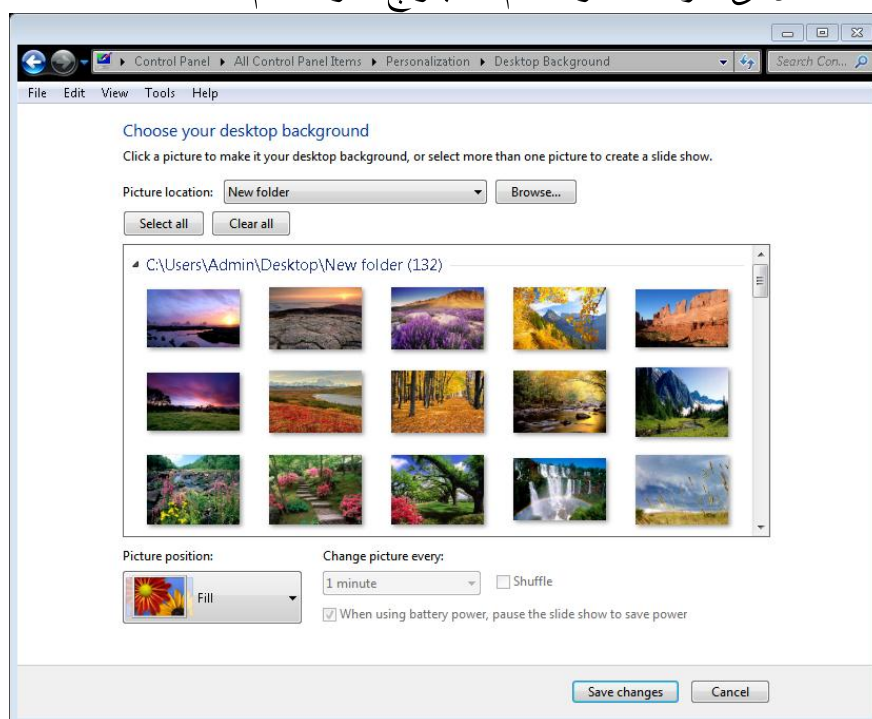 Control Panel ▸ All Control Panel Items ▸ Personalization ▸ Desktop Background
Search Con...
File Edit View Tools Help
Choose your desktop background
Click a picture to make it your desktop background, or select more than one picture to create a slide show.
Picture location: New folder Browse...
Select all Clear all
C:\Users\Admin\Desktop\New folder (132)
Picture position: Change picture every:
Fill 1 minute Shuffle
When using battery power, pause the slide show to save power
Save changes Cancel